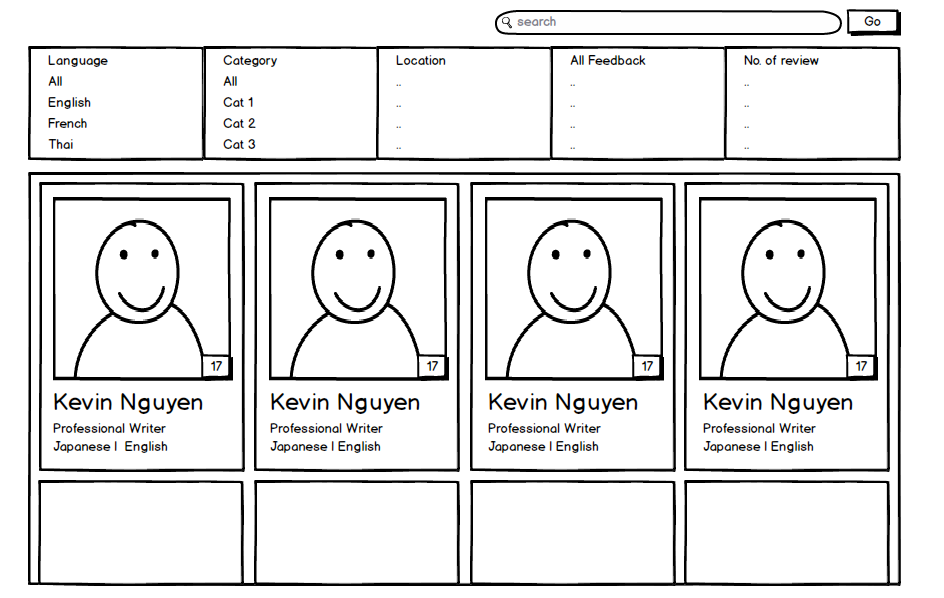 search
Go
Language
All
English
French
Thai
Category
All
Cat 1
Cat 2
Cat 3
Location
..
..
..
..
All Feedback
..
..
..
..
No. of review
..
..
..
..
17
Kevin Nguyen
Professional Writer
Japanese | English
17
Kevin Nguyen
Professional Writer
Japanese | English
17
Kevin Nguyen
Professional Writer
Japanese | English
17
Kevin Nguyen
Professional Writer
Japanese | English